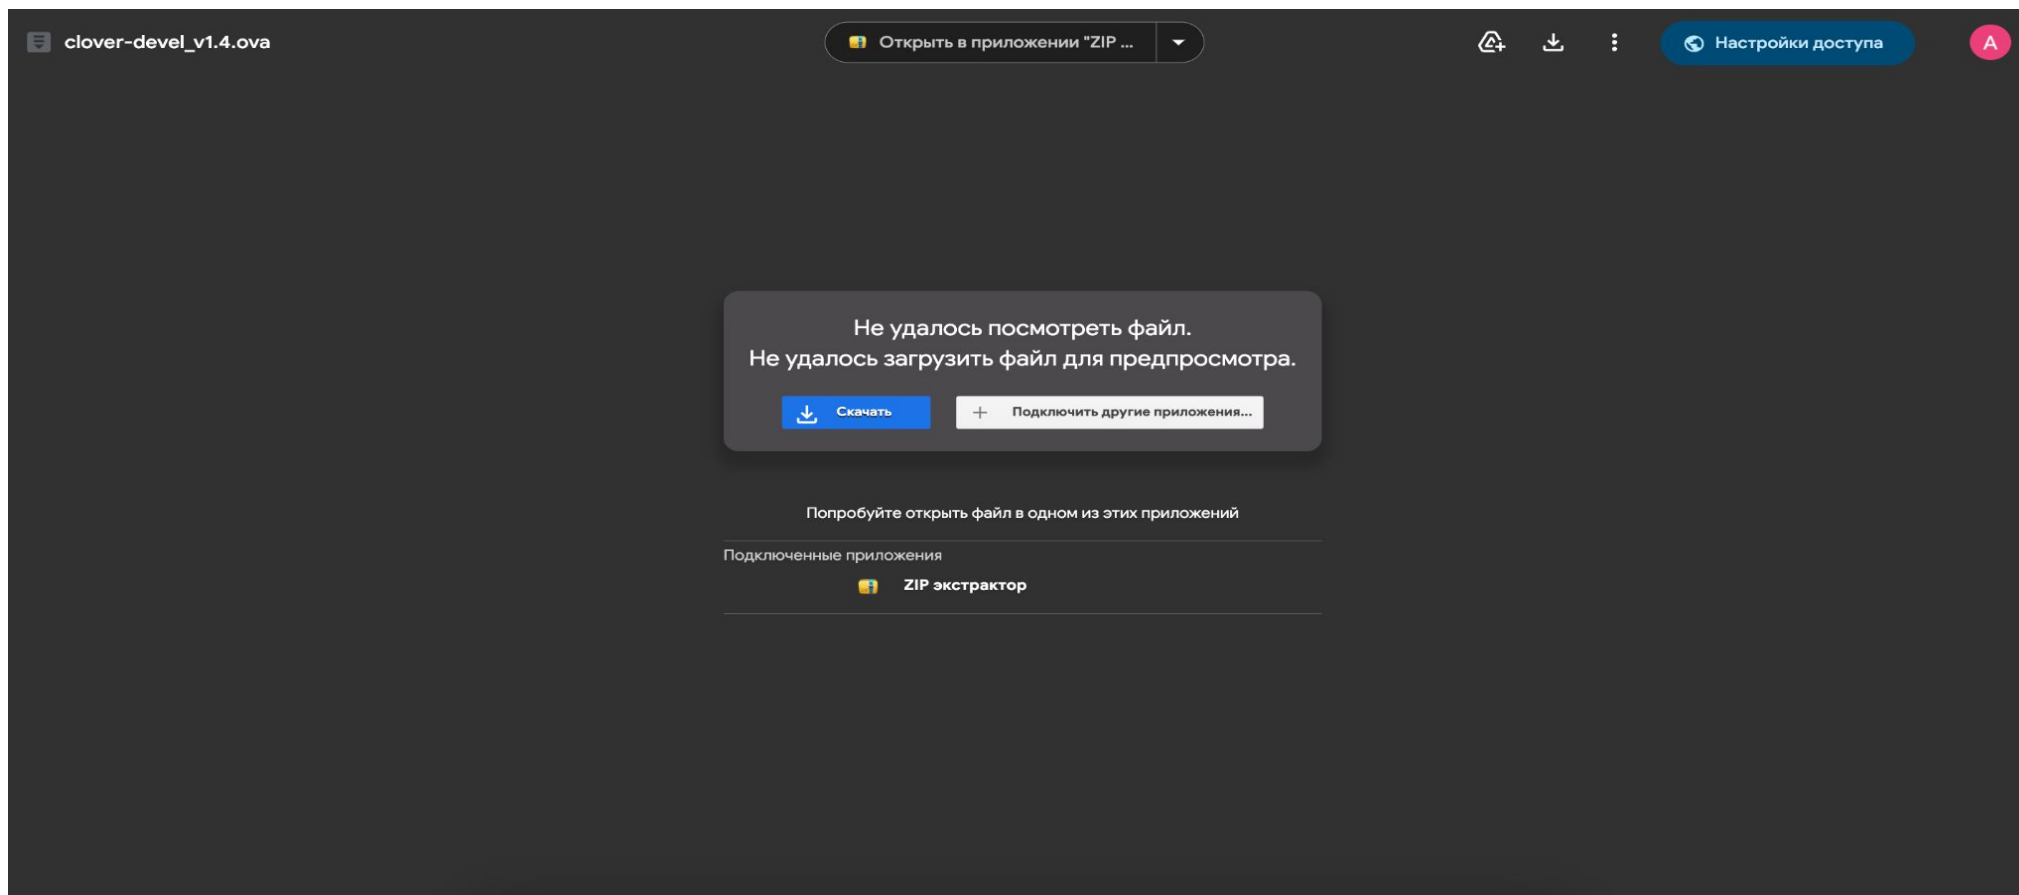 clover-devel_v1.4.ova
Открыть в приложении "ZIP ...
Настройки доступа
A
Не удалось посмотреть файл.
Не удалось загрузить файл для предпросмотра.
Скачать
Подключить другие приложения...
Попробуйте открыть файл в одном из этих приложений
Подключенные приложения
ZIP экстрактор